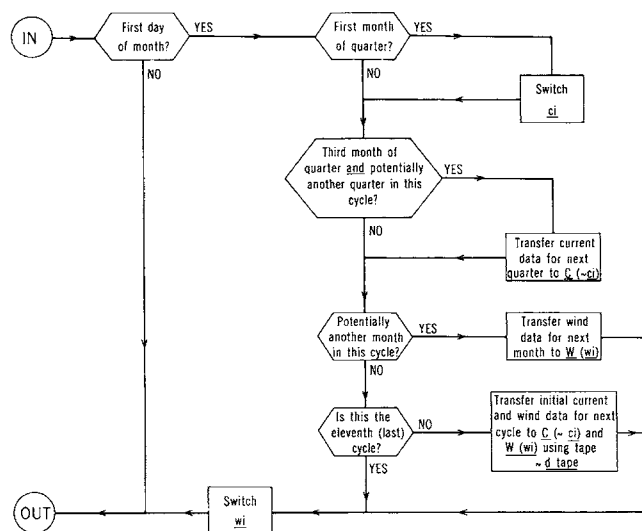 IN
First day
of month?
YES
NO
First month
of quarter?
YES
NO
Switch
ci
Third month of
quarter and potentially
another quarter in this
cycle?
YES
NO
Transfer current
data for next
quarter to C (~ci)
Potentially
another month
in this cycle?
YES
NO
Transfer wind
data for next
month to W (wi)
Is this the
eleventh (last)
cycle?
NO
YES
Transfer initial current
and wind data for next
cycle to C (~ ci) and
W (wi) using tape
~ d tape
Switch
wi
OUT